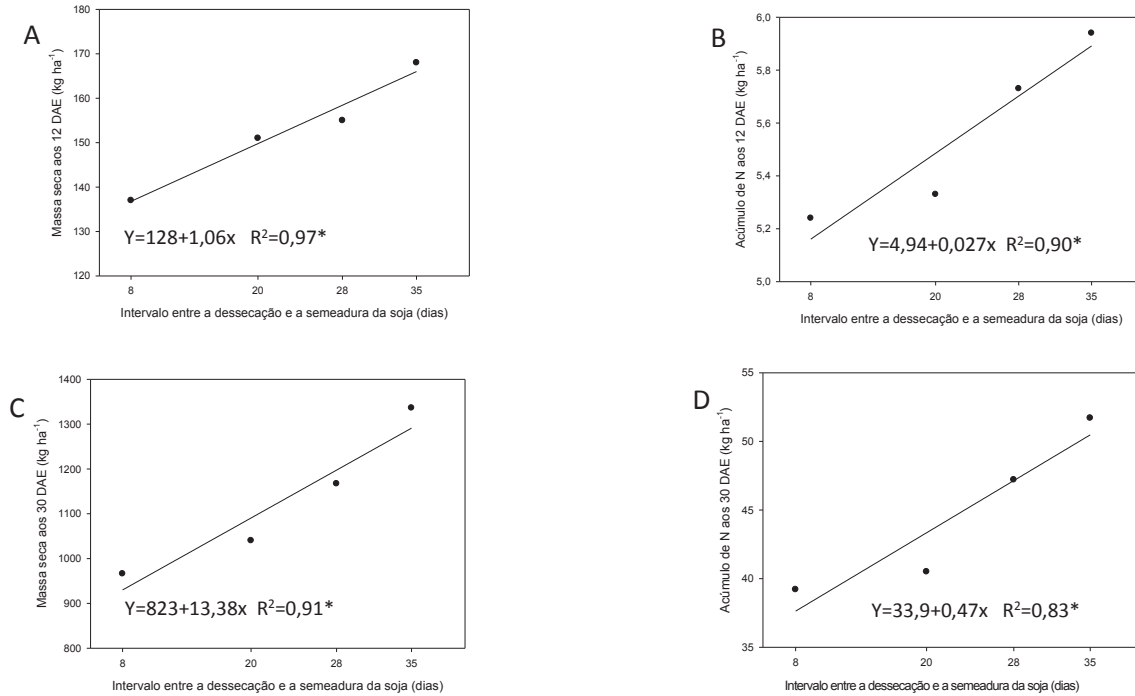 A
Massa seca aos 12 DAE (kg ha-1)
180
170
160
150
140
130
120
Y=128+1,06x R2=0,97*
8 20 28 35
Intervalo entre a dessecação e a semeadura da soja (dias)
B
Acúmulo de N aos 12 DAE (kg ha-1)
6,0
5,8
5,6
5,4
5,2
5,0
Y=4,94+0,027x R2=0,90*
8 20 28 35
Intervalo entre a dessecação e a semeadura da soja (dias)
C
Massa seca aos 30 DAE (kg ha-1)
1400
1300
1200
1100
1000
900
800
Y=823+13,38x R2=0,91*
8 20 28 35
Intervalo entre a dessecação e a semeadura da soja (dias)
D
Acúmulo de N aos 30 DAE (kg ha-1)
55
50
45
40
35
Y=33,9+0,47x R2=0,83*
8 20 28 35
Intervalo entre a dessecação e a semeadura da soja (dias)